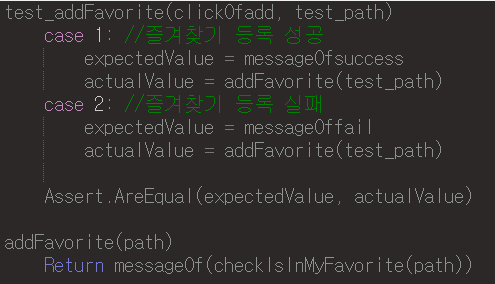 test_addFavorite(clickOfadd, test_path)
case 1: //즐겨찾기 등록 성공
expectedValue = messageOfsuccess
actualValue = addFavorite(test_path)
case 2: //즐겨찾기 등록 실패
expectedValue = messageOffail
actualValue = addFavorite(test_path)
Assert.AreEqual(expectedValue, actualValue)
addFavorite(path)
Return messageOf(checkIsInMyFavorite(path))